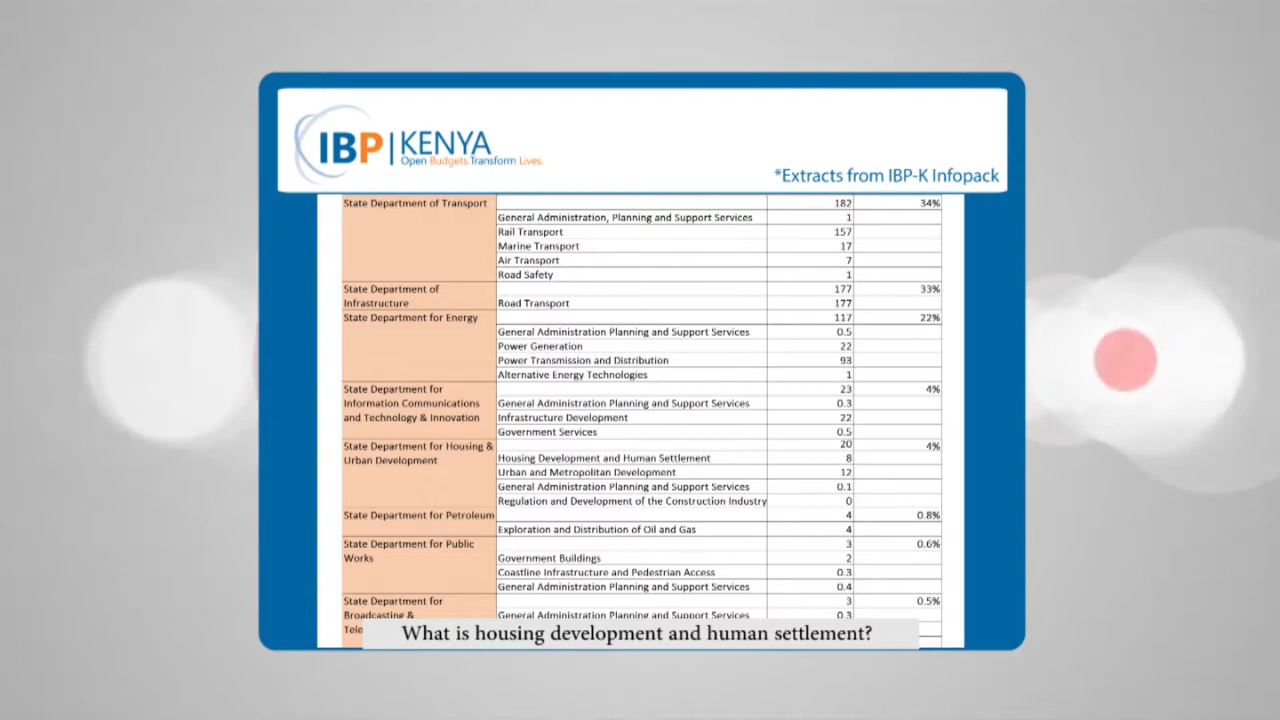 IBP | KENYA
Open Budgets Transform Lives.
*Extracts from IBP-K Infopack
State Department of Transport 182 34%
General Administration, Planning and Support Services 1
Rail Transport 157
Marine Transport 17
Air Transport 7
Road Safety 1
State Department of 177 33%
Infrastructure Road Transport 177
State Department for Energy 117 22%
General Administration Planning and Support Services 0.5
Power Generation 22
Power Transmission and Distribution 93
Alternative Energy Technologies 1
State Department for 23 4%
Information Communications General Administration Planning and Support Services 0.3
and Technology & Innovation Infrastructure Development 22
Government Services 0.5
State Department for Housing & 20 4%
Urban Development Housing Development and Human Settlement 8
Urban and Metropolitan Development 12
General Administration Planning and Support Services 0.1
Regulation and Development of the Construction Industry 0
State Department for Petroleum 4 0.8%
Exploration and Distribution of Oil and Gas 4
State Department for Public 3 0.6%
Works Government Buildings 2
Coastline Infrastructure and Pedestrian Access 0.3
General Administration Planning and Support Services 0.4
State Department for 3 0.5%
Broadcasting & General Administration Planning and Support Services 0.3
What is housing development and human settlement?